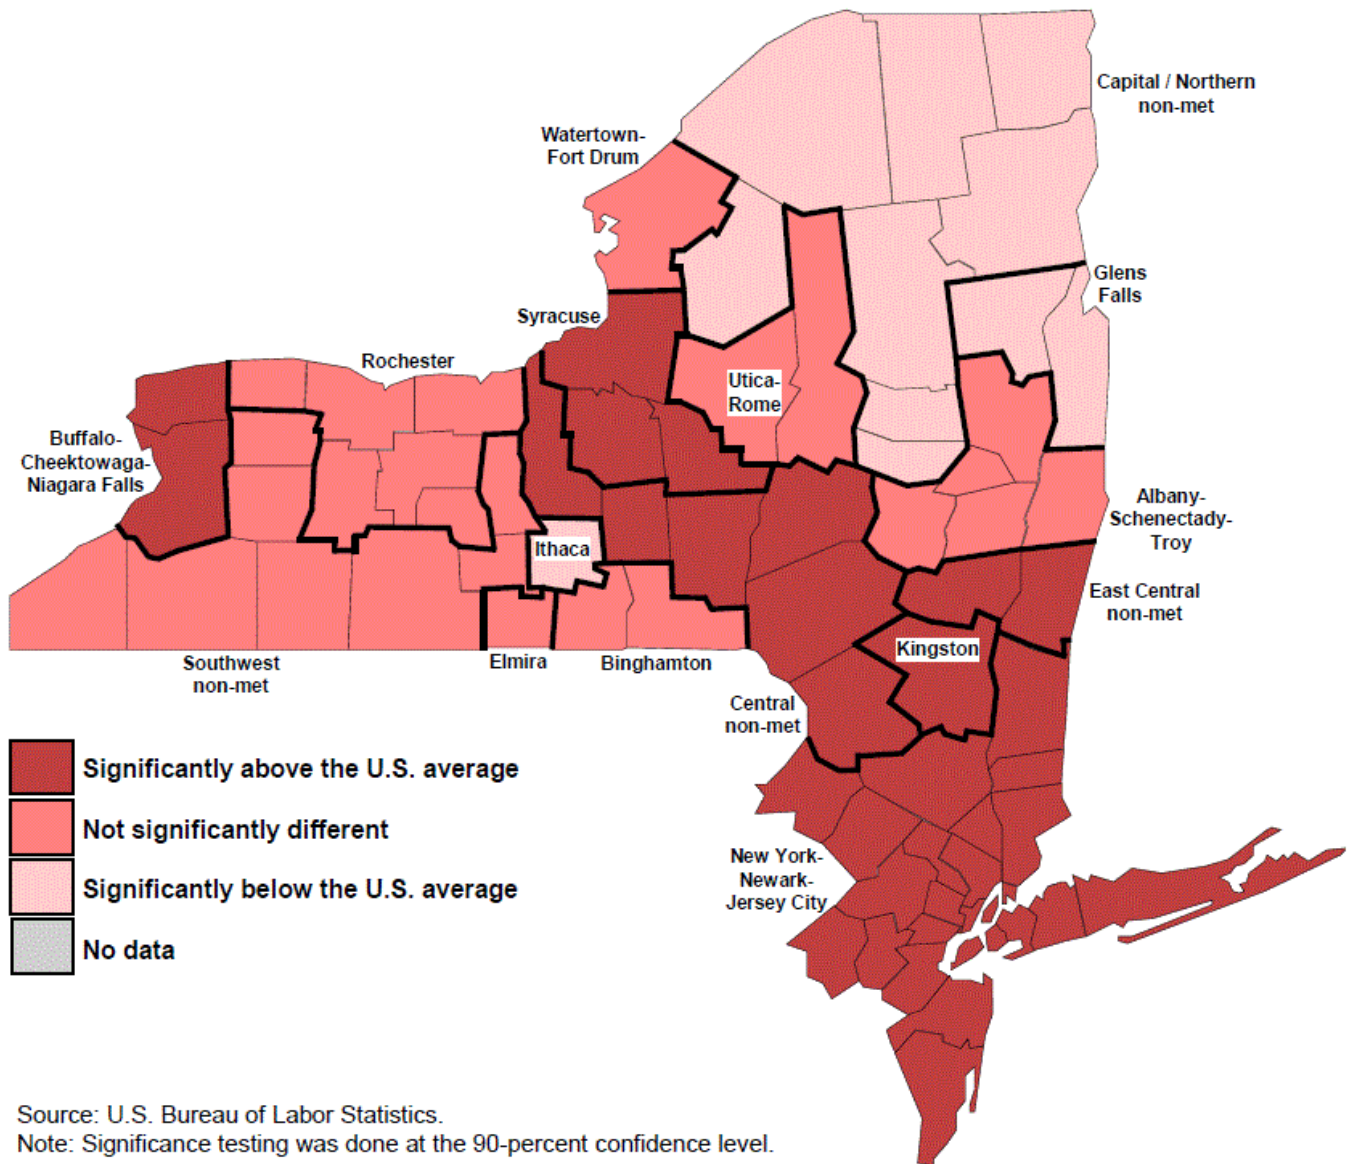 Capital / Northern
non-met
Watertown-
Fort Drum
Glens
Falls
Syracuse
Rochester
Utica-
Rome
Buffalo-
Cheektowaga-
Niagara Falls
Albany-
Schenectady-
Troy
Ithaca
East Central
non-met
Kingston
Southwest
non-met
Elmira
Binghamton
Central
non-met
Significantly above the U.S. average
Not significantly different
New York-
Newark-
Jersey City
Significantly below the U.S. average
No data
Source: U.S. Bureau of Labor Statistics.
Note: Significance testing was done at the 90-percent confidence level.